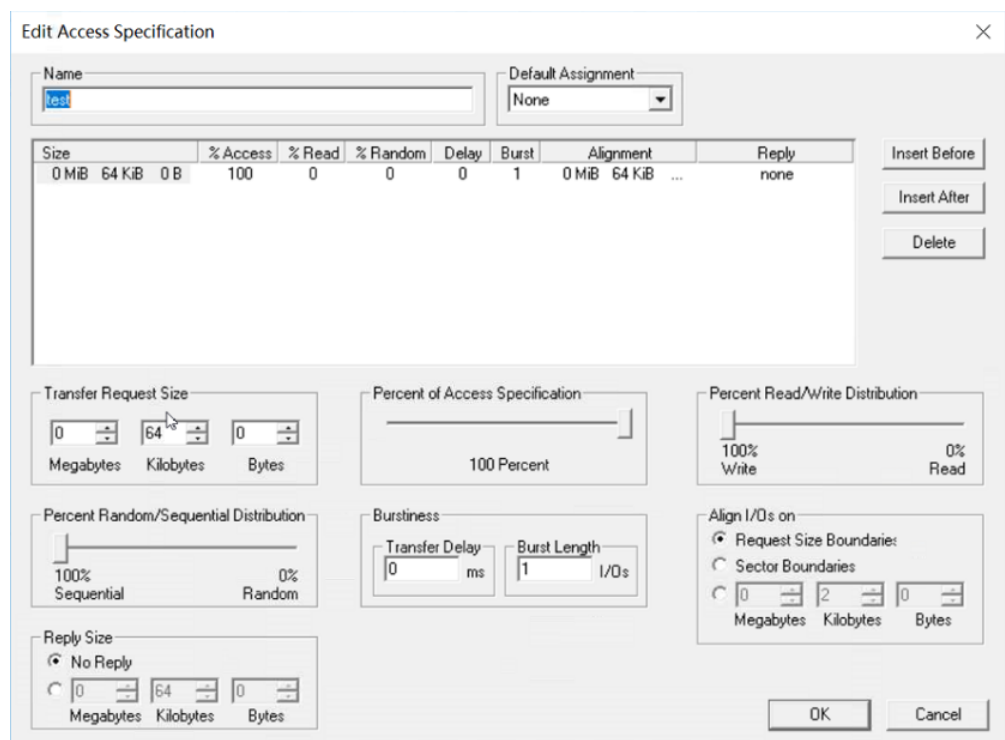 Edit Access Specification
Name
test
Default Assignment
None
Size % Access % Read % Random Delay Burst Alignment Reply
0 MiB 64 KiB 0 B 100 0 0 0 1 0 MiB 64 KiB ... none
Insert Before
Insert After
Delete
Transfer Request Size
0 64 0
Megabytes Kilobytes Bytes
Percent of Access Specification
100 Percent
Percent Read/Write Distribution
100% 0%
Write Read
Percent Random/Sequential Distribution
100% 0%
Sequential Random
Burstiness
Transfer Delay
0 ms
Burst Length
1 I/Os
Align I/Os on
Request Size Boundaries
Sector Boundaries
0 2 0
Megabytes Kilobytes Bytes
Reply Size
No Reply
0 64 0
Megabytes Kilobytes Bytes
OK Cancel